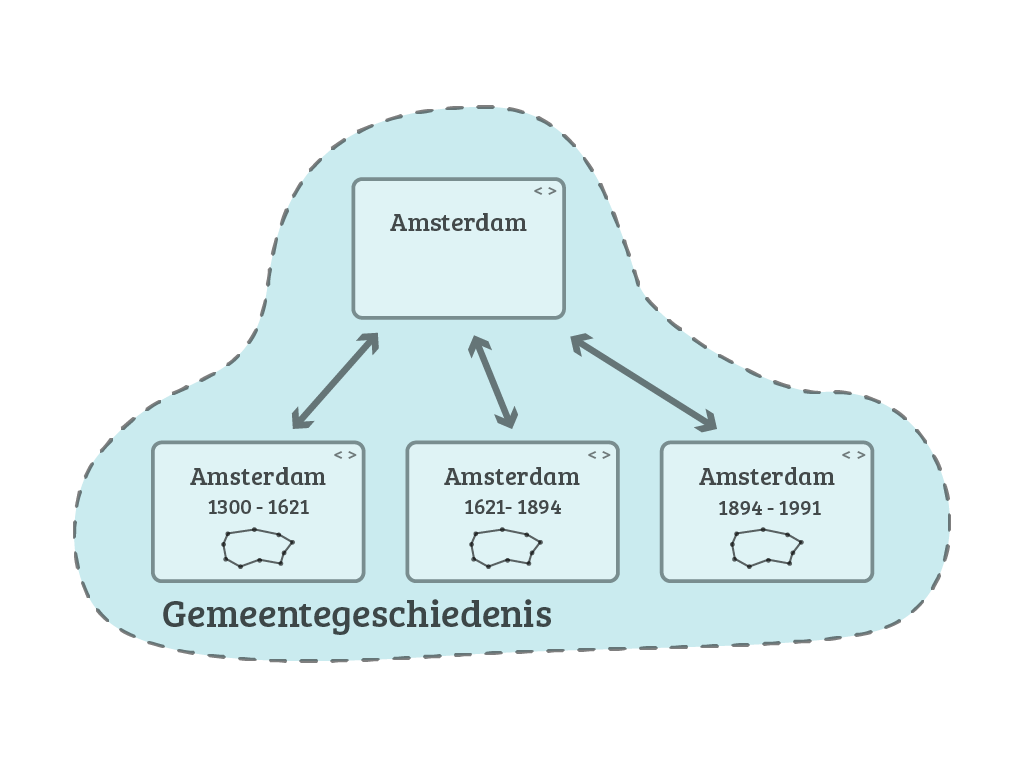 < >
Amsterdam
< >
Amsterdam
1300 - 1621
< >
Amsterdam
1621- 1894
< >
Amsterdam
1894 - 1991
Gemeentegeschiedenis